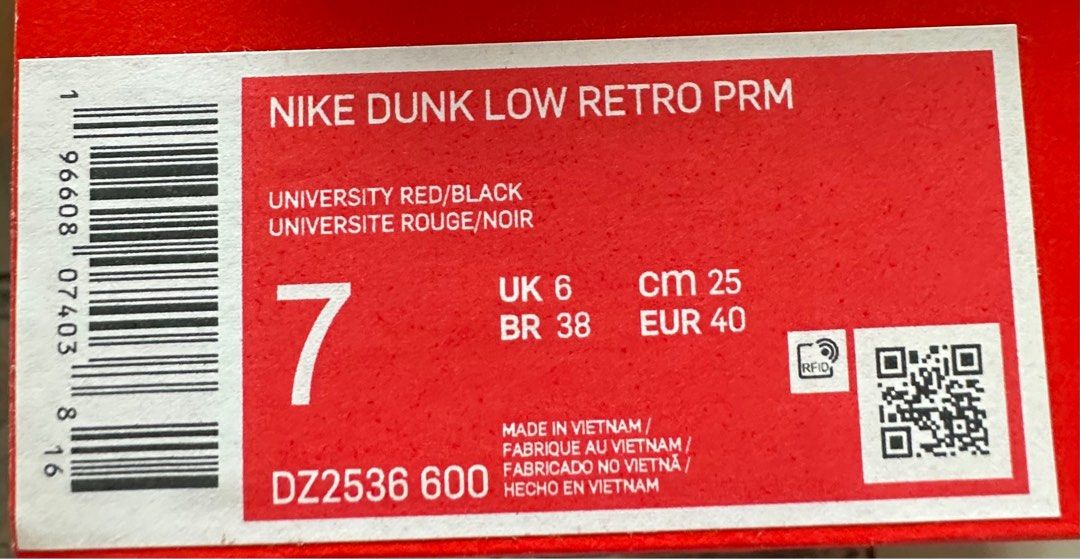 1 96608 07403 8 16
NIKE DUNK LOW RETRO PRM
UNIVERSITY RED/BLACK
UNIVERSITE ROUGE/NOIR
7
UK 6 cm 25
BR 38 EUR 40
RFID
MADE IN VIETNAM /
FABRIQUE AU VIETNAM /
FABRICADO NO VIETNÃ /
HECHO EN VIETNAM
DZ2536 600